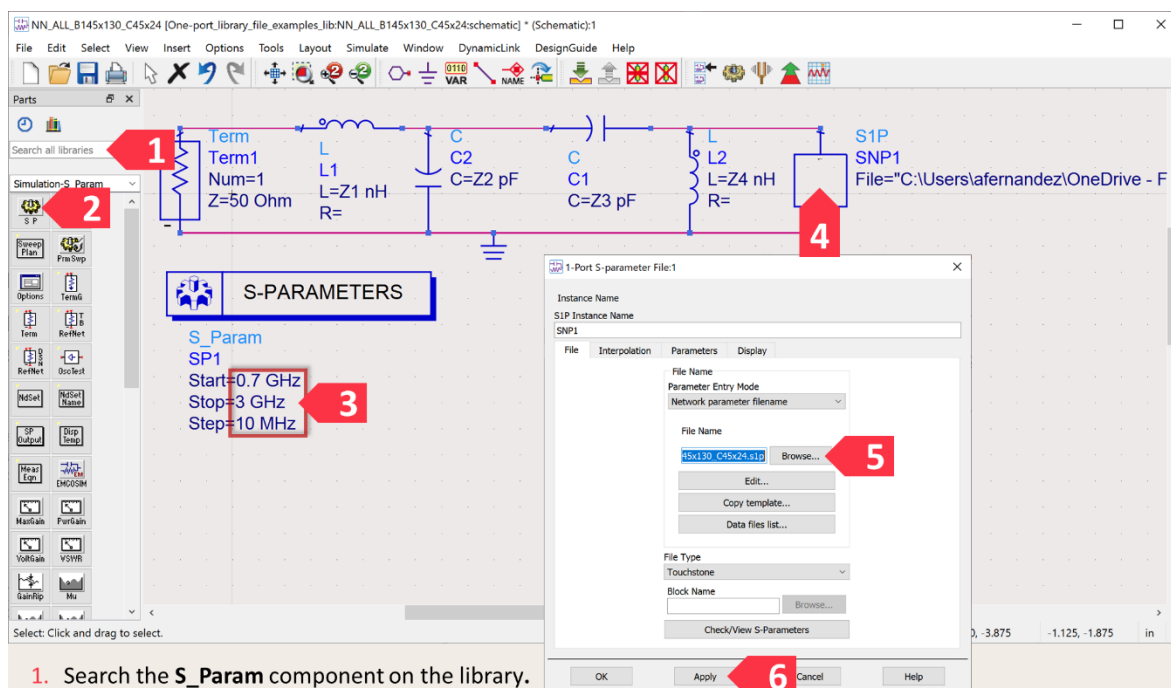 NN_ALL_B145x130_C45x24 [One-port_library_file_examples_lib:NN_ALL_B145x130_C45x24:schematic] * (Schematic):1
File Edit Select View Insert Options Tools Layout Simulate Window DynamicLink DesignGuide Help
0110
VAR
NAME
Parts
Search all libraries
1
Simulation-S_Param
2
S P
Sweep
Plan
Prm Swp
Options
TermG
Term
RefNet
RefNet
OscTest
NdSet
NdSet
Name
NdSet
SP
Output
Disp
Temp
Meas
Eqn
EM
EMCOSIM
MaxGain
PwrGain
VoltGain
VSWR
GainRip
Mu
Term
Term1
Num=1
Z=50 Ohm
L
L1
L=Z1 nH
R=
C
C2
C=Z2 pF
C
C1
C=Z3 pF
L
L2
L=Z4 nH
R=
S1P
SNP1
File="C:\Users\afernandez\OneDrive - F
4
S-PARAMETERS
S_Param
SP1
Start=0.7 GHz
Stop=3 GHz
Step=10 MHz
3
1-Port S-parameter File:1
Instance Name
S1P Instance Name
SNP1
File Interpolation Parameters Display
File Name
Parameter Entry Mode
Network parameter filename
File Name
45x130_C45x24.s1p
Browse...
5
Edit...
Copy template...
Data files list...
File Type
Touchstone
Block Name
Browse...
Check/View S-Parameters
OK Apply Cancel Help
6
Select: Click and drag to select.
0, -3.875 -1.125, -1.875 in
1. Search the S_Param component on the library.